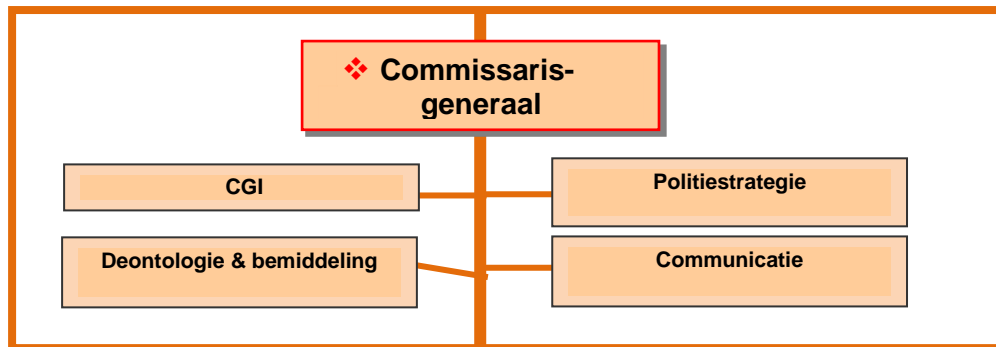 ❖ Commissaris-
generaal
CGI
Politiestrategie
Deontologie & bemiddeling
Communicatie